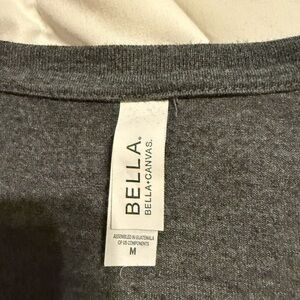 BELLA.
BELLA+CANVAS.
ASSEMBLED IN GUATEMALA
OF US COMPONENTS
M